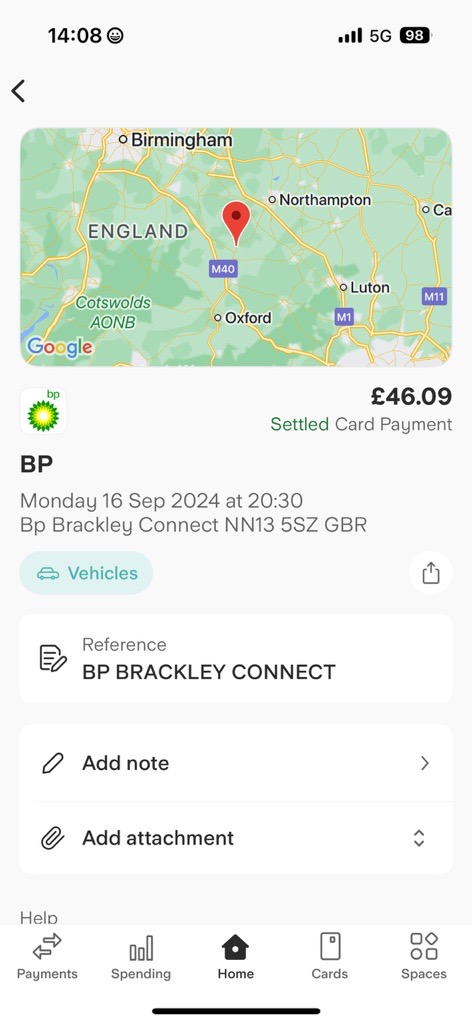 14:08
5G 98
Birmingham
Northampton
Ca
ENGLAND
M40
Luton
M11
Cotswolds
AONB
Oxford
M1
Google
bp
£46.09
Settled Card Payment
BP
Monday 16 Sep 2024 at 20:30
Bp Brackley Connect NN13 5SZ GBR
Vehicles
Reference
BP BRACKLEY CONNECT
Add note
Add attachment
Help
Payments Spending Home Cards Spaces